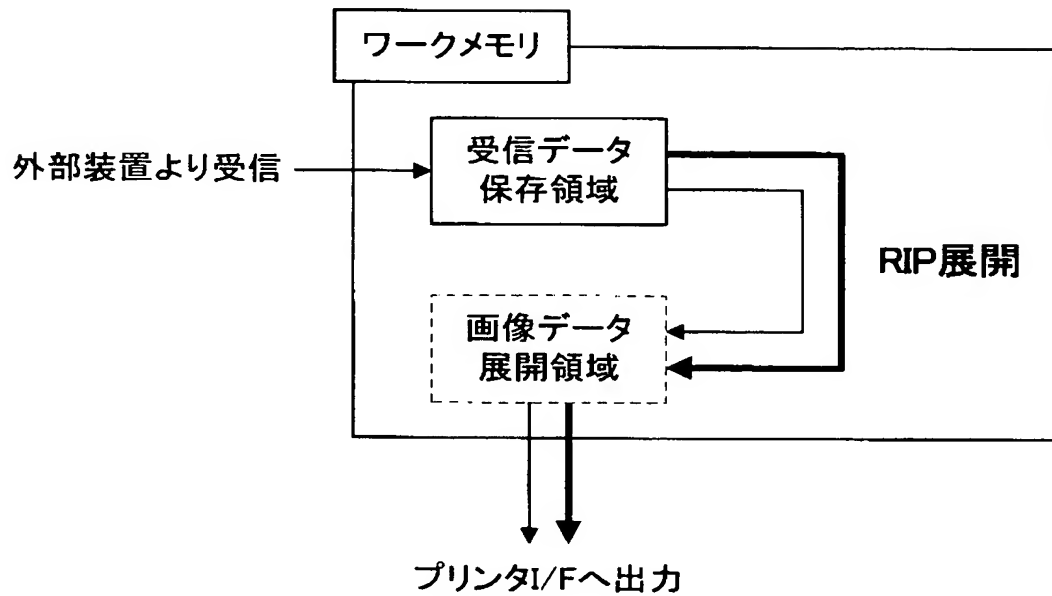 ワークメモリ
外部装置より受信
受信データ
保存領域
RIP展開
画像データ
展開領域
プリンタI/Fへ出力